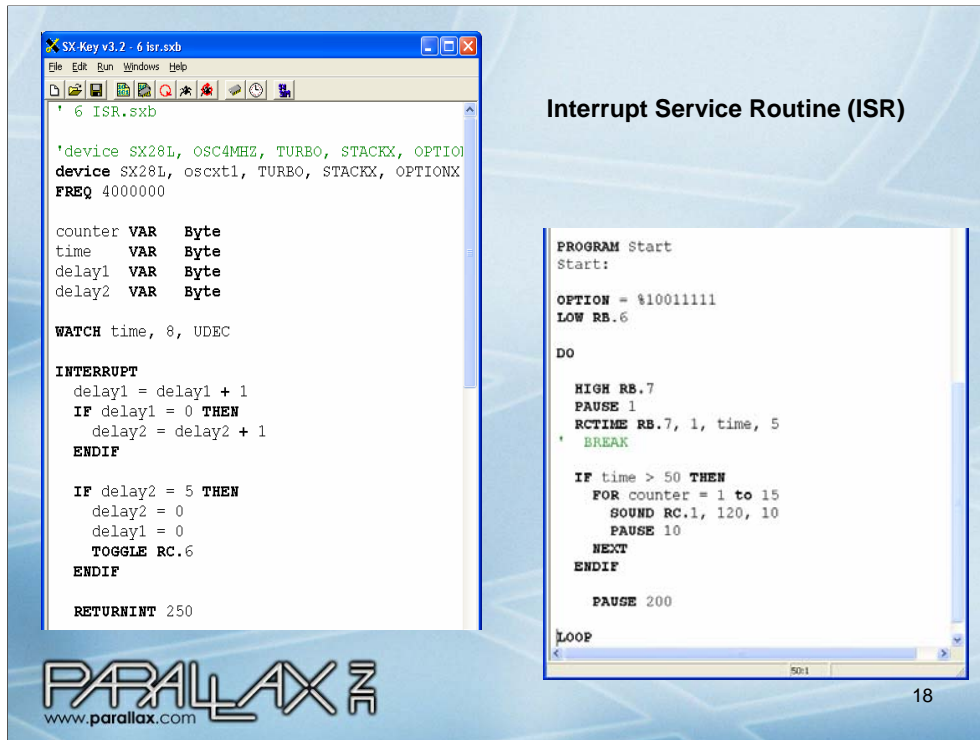 SX-Key v3.2 - 6 isr.sxb
File Edit Run Windows Help
' 6 ISR.sxb
'device SX28L, OSC4MHZ, TURBO, STACKX, OPTIO
device SX28L, oscxt1, TURBO, STACKX, OPTIONX
FREQ 4000000
counter VAR Byte
time VAR Byte
delay1 VAR Byte
delay2 VAR Byte
WATCH time, 8, UDEC
INTERRUPT
delay1 = delay1 + 1
IF delay1 = 0 THEN
delay2 = delay2 + 1
ENDIF
IF delay2 = 5 THEN
delay2 = 0
delay1 = 0
TOGGLE RC.6
ENDIF
RETURNINT 250
Interrupt Service Routine (ISR)
PROGRAM Start
Start:
OPTION = %10011111
LOW RB.6
DO
HIGH RB.7
PAUSE 1
RCTIME RB.7, 1, time, 5
' BREAK
IF time > 50 THEN
FOR counter = 1 to 15
SOUND RC.1, 120, 10
PAUSE 10
NEXT
ENDIF
PAUSE 200
LOOP
50:1
PARALLAX INC
www.parallax.com
18